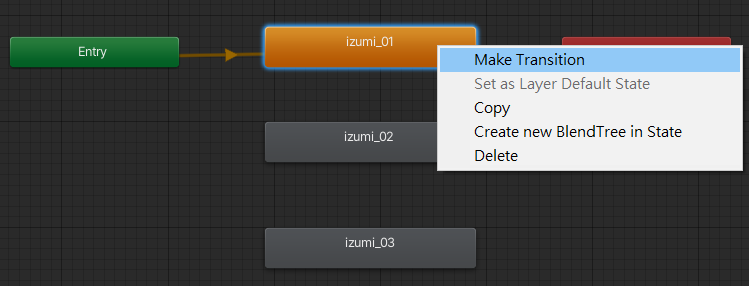 Entry
izumi_01
Make Transition
Set as Layer Default State
Copy
Create new BlendTree in State
Delete
izumi_02
izumi_03